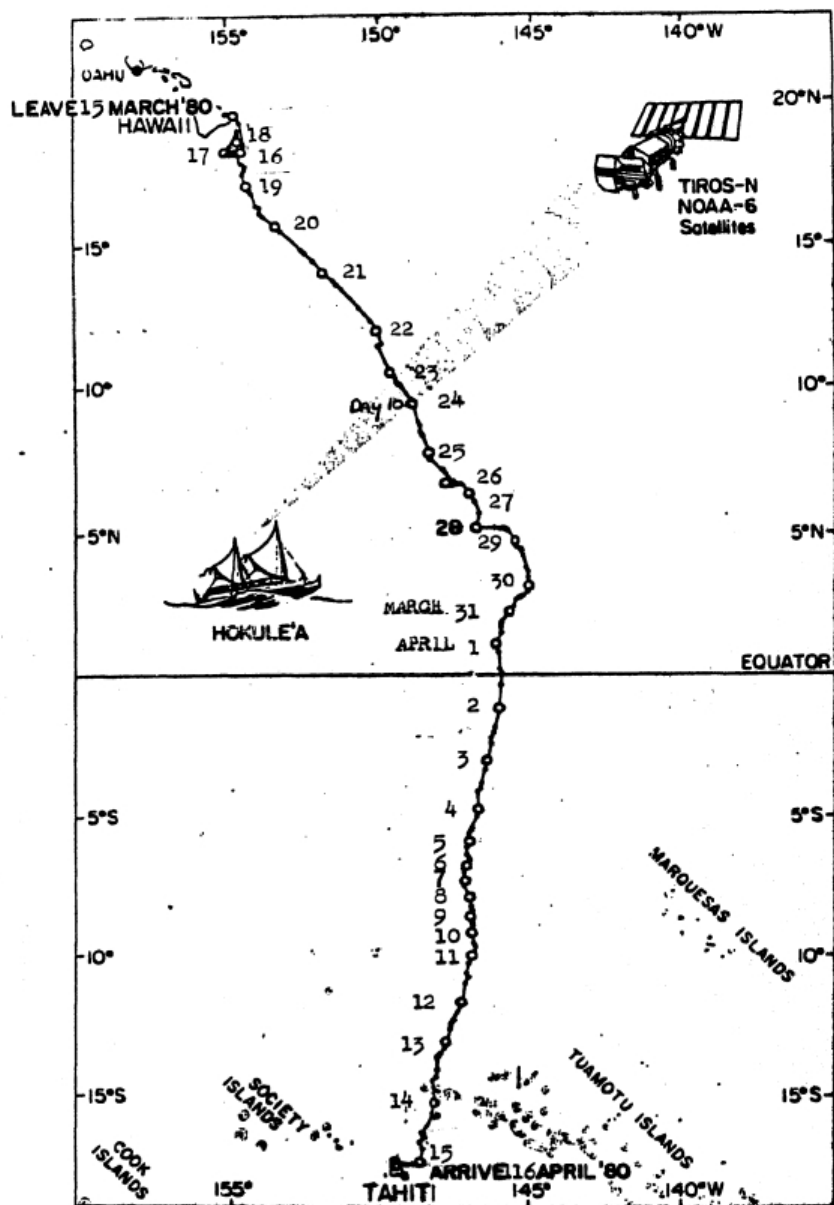 155° 150° 145° 140°W
OAHU
20°N
LEAVE 15 MARCH '80
HAWAII
18
17 16
19
TIROS-N
NOAA-6
Satellites
20
15° 15°
21
22
23
10° 10°
DAY 10 24
25
26
27
5°N 5°N
28 29
30
MARCH 31
HOKULE'A
APRIL 1
EQUATOR
2
3
4
5°S 5°S
5
6
7
8
9
10
11
10° 10°
MARQUESAS ISLANDS
12
13
TUAMOTU ISLANDS
14
15°S 15°S
SOCIETY
ISLANDS
15
COOK
ISLANDS
ARRIVE 16 APRIL '80
TAHITI
155° 145° 140°W